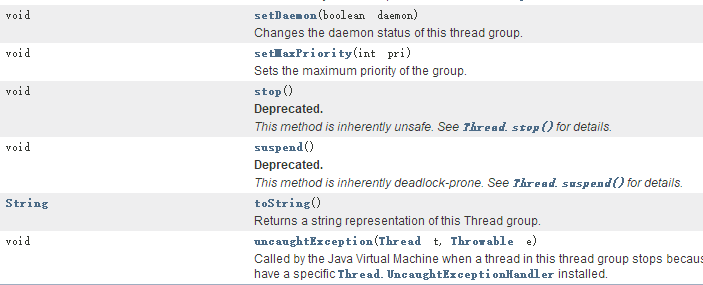 void setDaemon(boolean daemon)
Changes the daemon status of this thread group.
void setMaxPriority(int pri)
Sets the maximum priority of the group.
void stop()
Deprecated.
This method is inherently unsafe. See Thread.stop() for details.
void suspend()
Deprecated.
This method is inherently deadlock-prone. See Thread.suspend() for details.
String toString()
Returns a string representation of this Thread group.
void uncaughtException(Thread t, Throwable e)
Called by the Java Virtual Machine when a thread in this thread group stops becaus
have a specific Thread.UncaughtExceptionHandler installed.